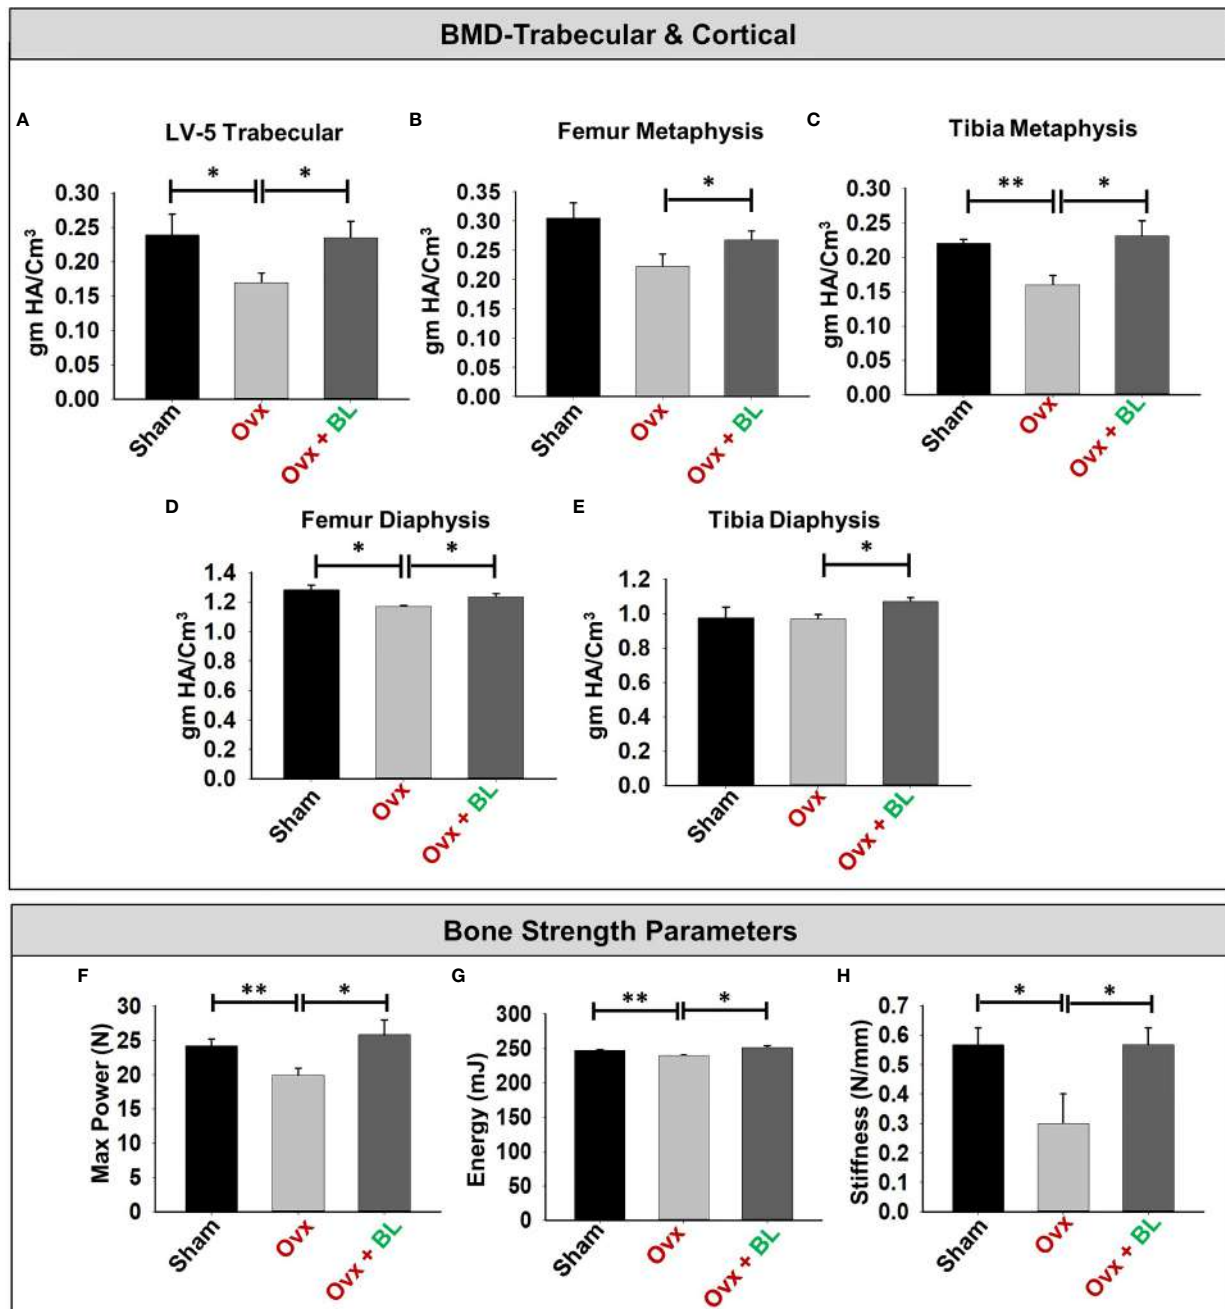 BMD-Trabecular & Cortical
A
LV-5 Trabecular
* *
gm HA/Cm³
0.30
0.25
0.20
0.15
0.10
0.05
0.00
Sham
Ovx
Ovx + BL
B
Femur Metaphysis
*
gm HA/Cm³
0.35
0.30
0.25
0.20
0.15
0.10
0.05
0.00
Sham
Ovx
Ovx + BL
C
Tibia Metaphysis
** *
gm HA/Cm³
0.30
0.25
0.20
0.15
0.10
0.05
0.00
Sham
Ovx
Ovx + BL
D
Femur Diaphysis
* *
gm HA/Cm³
1.4
1.2
1.0
0.8
0.6
0.4
0.2
0.0
Sham
Ovx
Ovx + BL
E
Tibia Diaphysis
*
gm HA/Cm³
1.2
1.0
0.8
0.6
0.4
0.2
0.0
Sham
Ovx
Ovx + BL
Bone Strength Parameters
F
** *
Max Power (N)
30
25
20
15
10
5
0
Sham
Ovx
Ovx + BL
G
** *
Energy (mJ)
300
250
200
150
100
50
0
Sham
Ovx
Ovx + BL
H
* *
Stiffness (N/mm)
0.7
0.6
0.5
0.4
0.3
0.2
0.1
0.0
Sham
Ovx
Ovx + BL